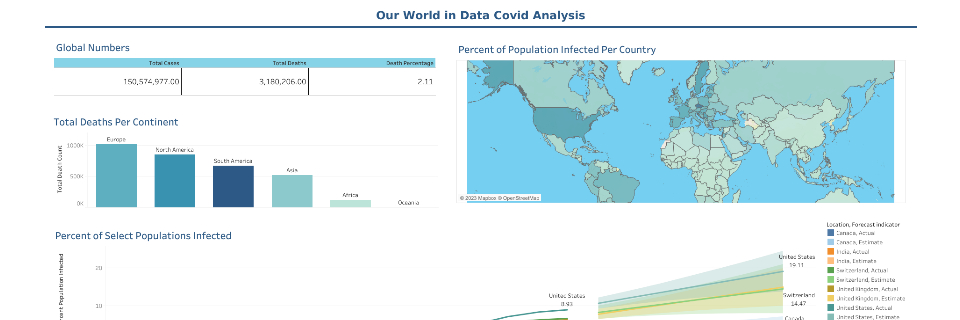 Our World in Data Covid Analysis
Global Numbers
Total Cases Total Deaths Death Percentage
150,574,977.00 3,180,206.00 2.11
Percent of Population Infected Per Country
© 2023 Mapbox © OpenStreetMap
Total Deaths Per Continent
Total Death Count
1000K
500K
0K
Europe
North America
South America
Asia
Africa
Oceania
Percent of Select Populations Infected
Population Infected
20
10
United States
8.93
United States
19.11
Switzerland
14.47
Canada
Location, Forecast indicator
Canada, Actual
Canada, Estimate
India, Actual
India, Estimate
Switzerland, Actual
Switzerland, Estimate
United Kingdom, Actual
United Kingdom, Estimate
United States, Actual
United States, Estimate